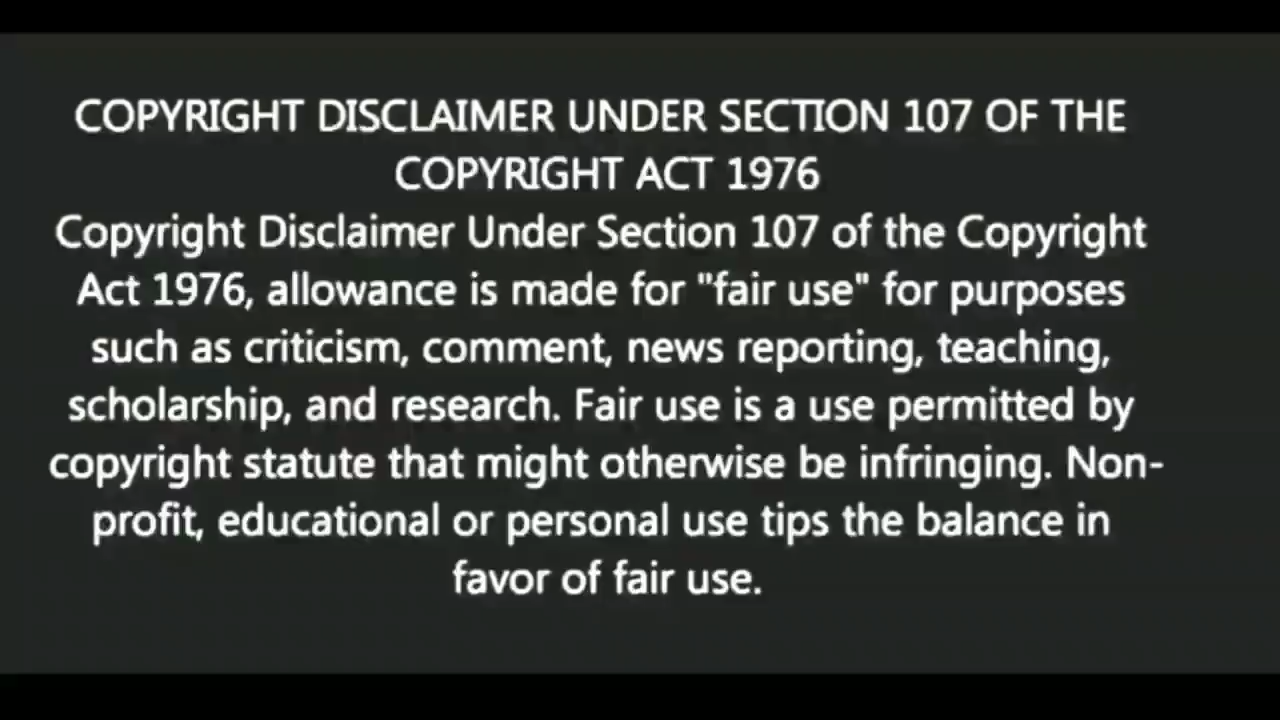 COPYRIGHT DISCLAIMER UNDER SECTION 107 OF THE
COPYRIGHT ACT 1976
Copyright Disclaimer Under Section 107 of the Copyright
Act 1976, allowance is made for "fair use" for purposes
such as criticism, comment, news reporting, teaching,
scholarship, and research. Fair use is a use permitted by
copyright statute that might otherwise be infringing. Non-
profit, educational or personal use tips the balance in
favor of fair use.